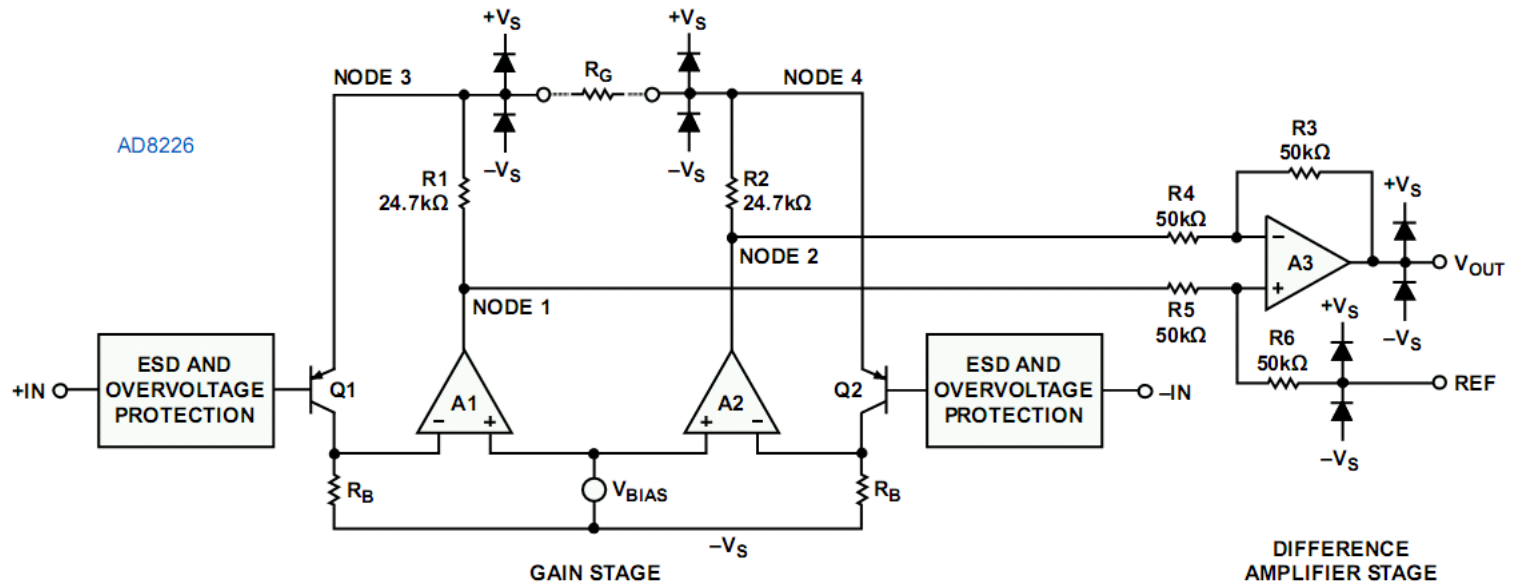 +VS
+VS
NODE 3
RG
NODE 4
AD8226
–VS
–VS
R1
24.7kΩ
R2
24.7kΩ
R3
50kΩ
R4
50kΩ
+VS
NODE 2
–
A3
+
VOUT
NODE 1
R5
50kΩ
+VS
–VS
R6
50kΩ
REF
–VS
+IN
ESD AND
OVERVOLTAGE
PROTECTION
Q1
A1
–
+
A2
+
–
Q2
ESD AND
OVERVOLTAGE
PROTECTION
–IN
RB
VBIAS
RB
–VS
GAIN STAGE
DIFFERENCE
AMPLIFIER STAGE